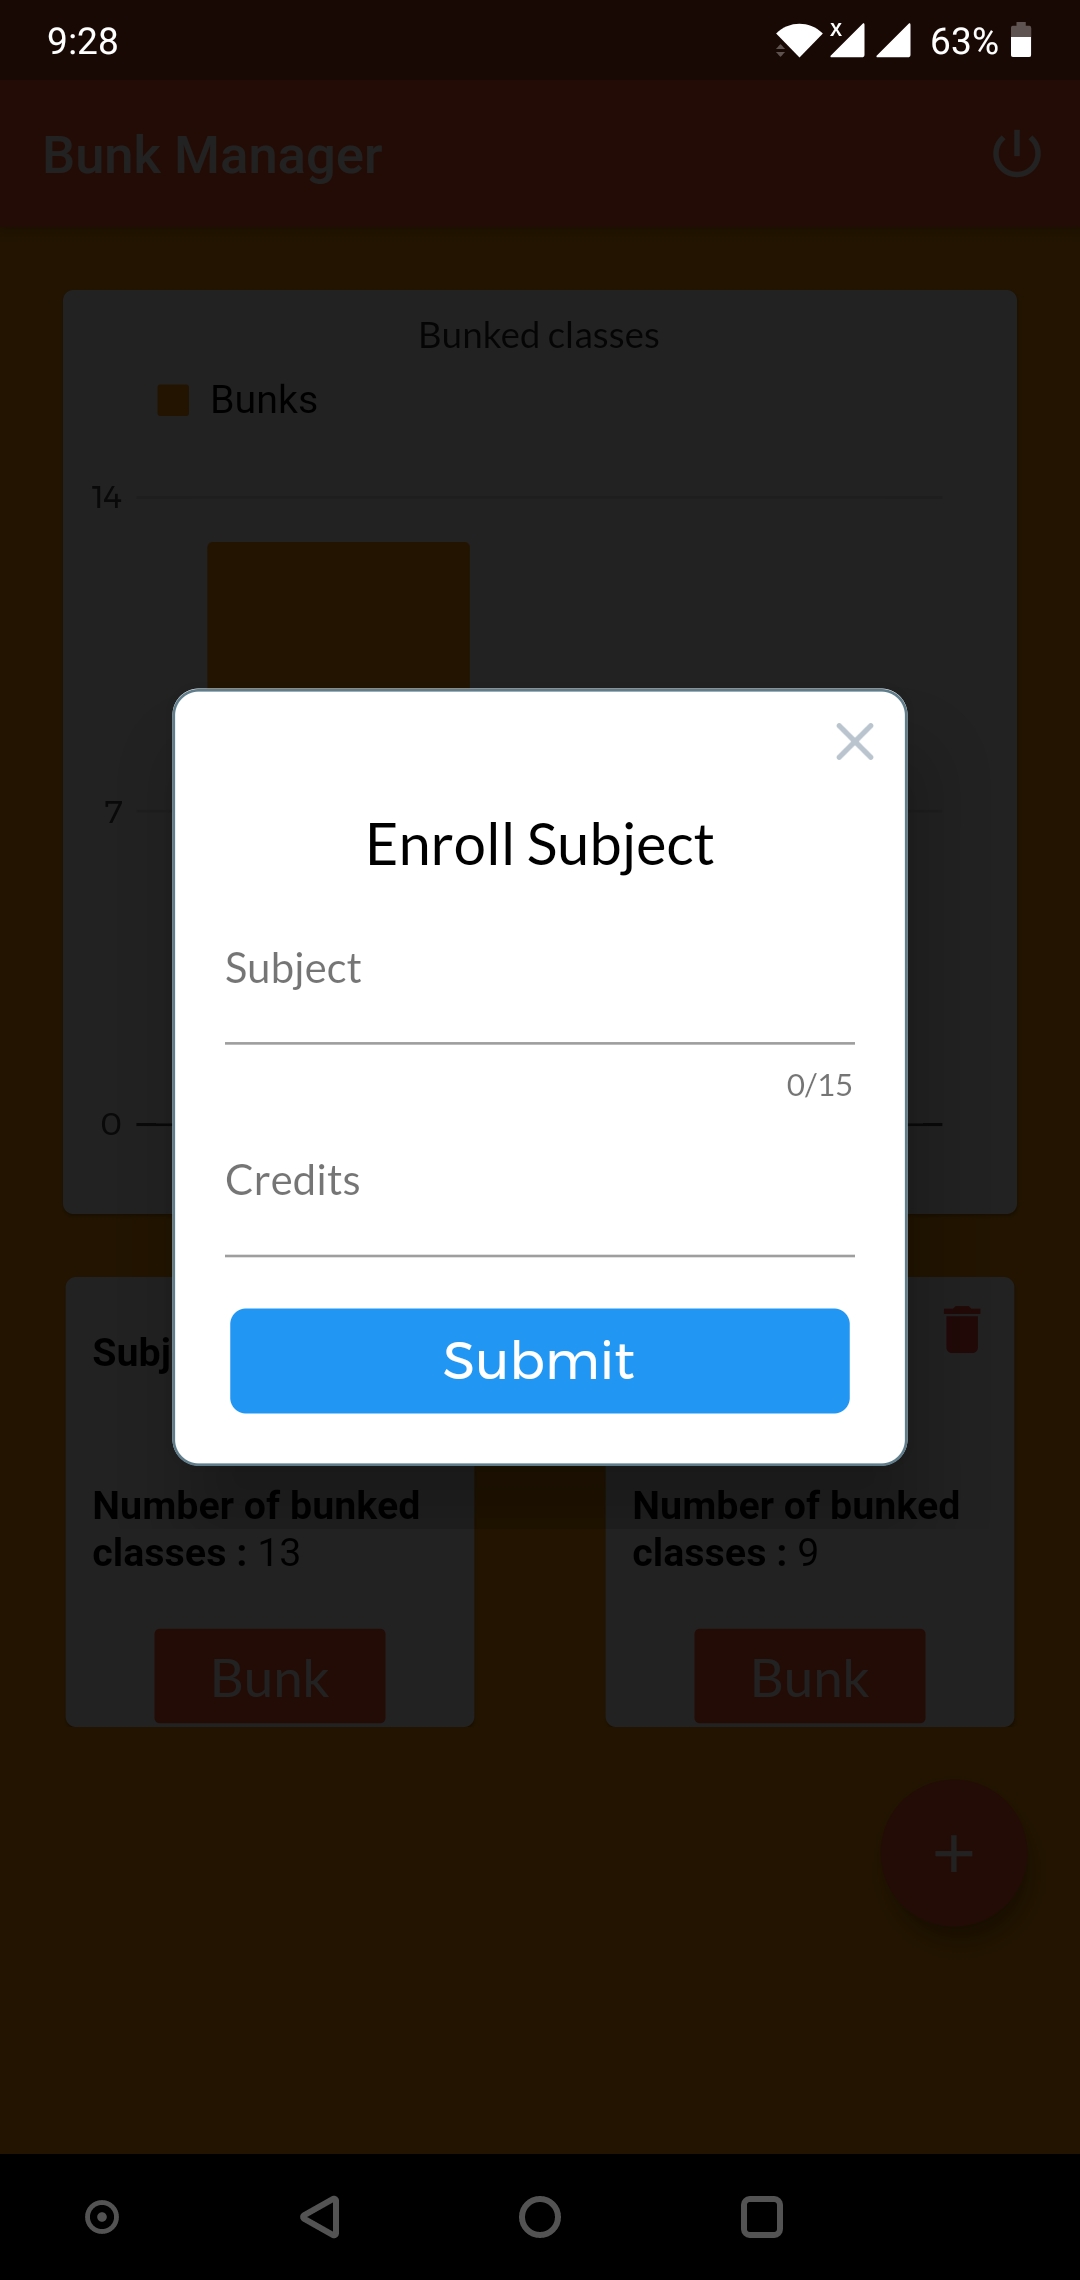 9:28
x
63%
Bunk Manager
Bunked classes
Bunks
14
7
0
Enroll Subject
Subject
0/15
Credits
Submit
Subj
Number of bunked
classes : 13
Number of bunked
classes : 9
Bunk
Bunk